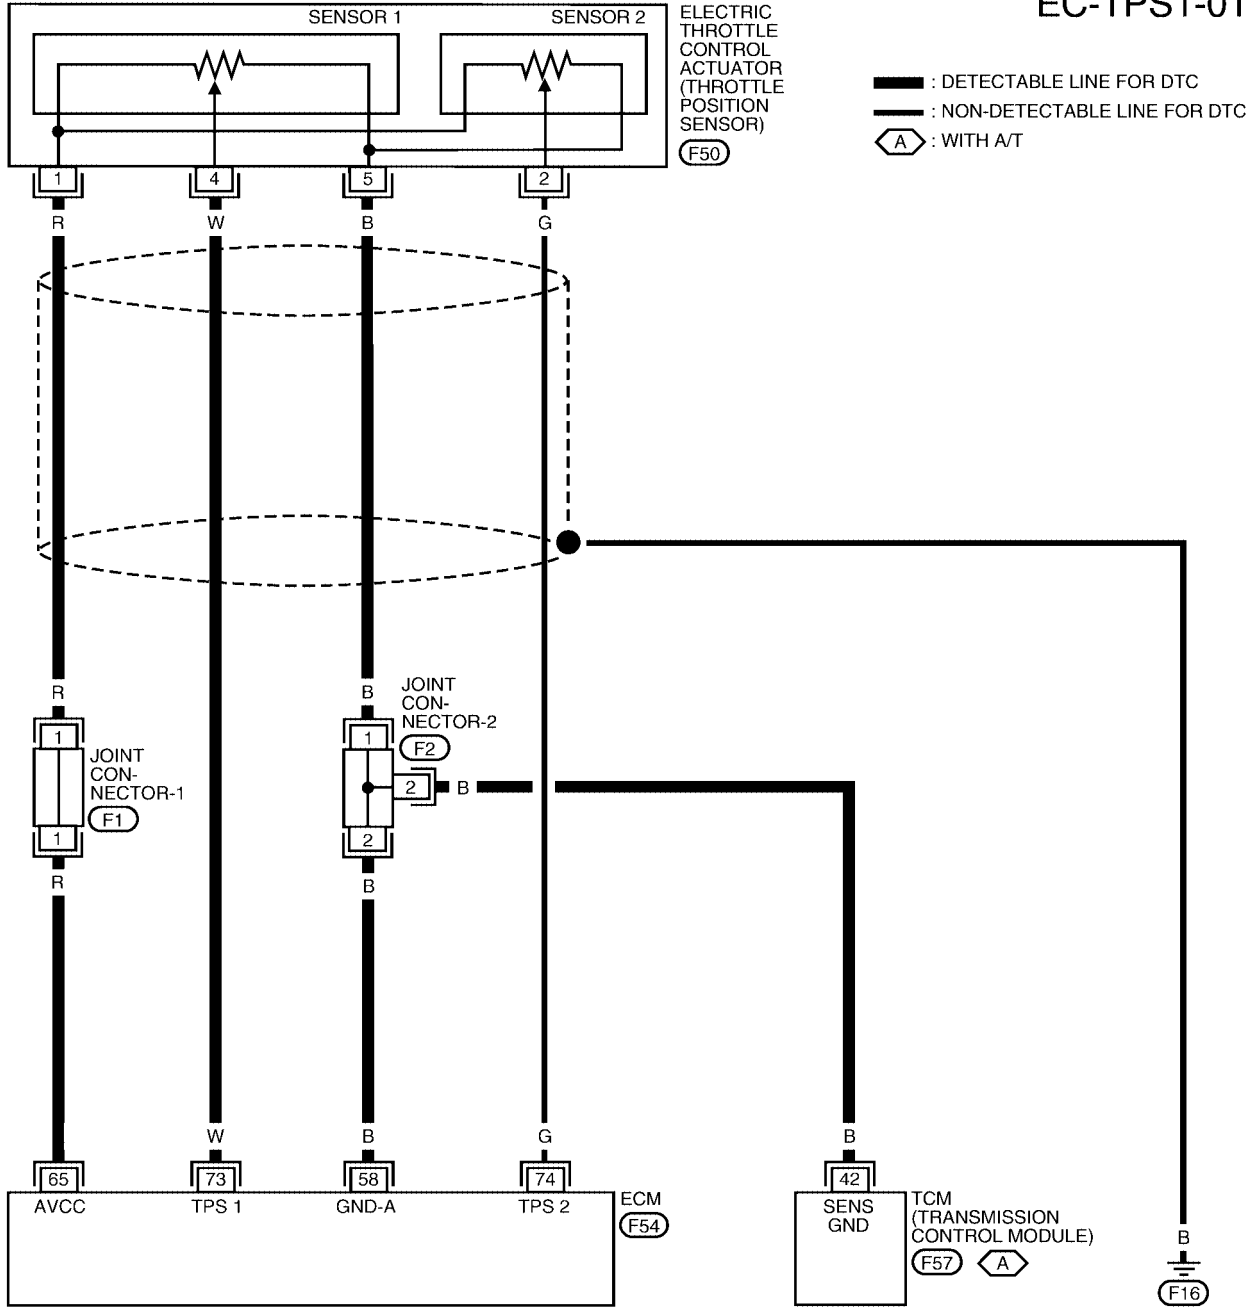 EC-TPS1-01
SENSOR 1
SENSOR 2
ELECTRIC
THROTTLE
CONTROL
ACTUATOR
(THROTTLE
POSITION
SENSOR)
F50
: DETECTABLE LINE FOR DTC
: NON-DETECTABLE LINE FOR DTC
A : WITH A/T
1 4 5 2
R W B G
R B
JOINT
CON-
NECTOR-2
F2
1 1
JOINT
CON-
NECTOR-1
F1
2 B
1 2
R B
W B G B
65 73 58 74 42
AVCC TPS 1 GND-A TPS 2
ECM
F54
SENS
GND
TCM
(TRANSMISSION
CONTROL MODULE)
F57 A
B
F16